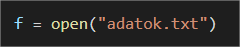 f = open("adatok.txt")